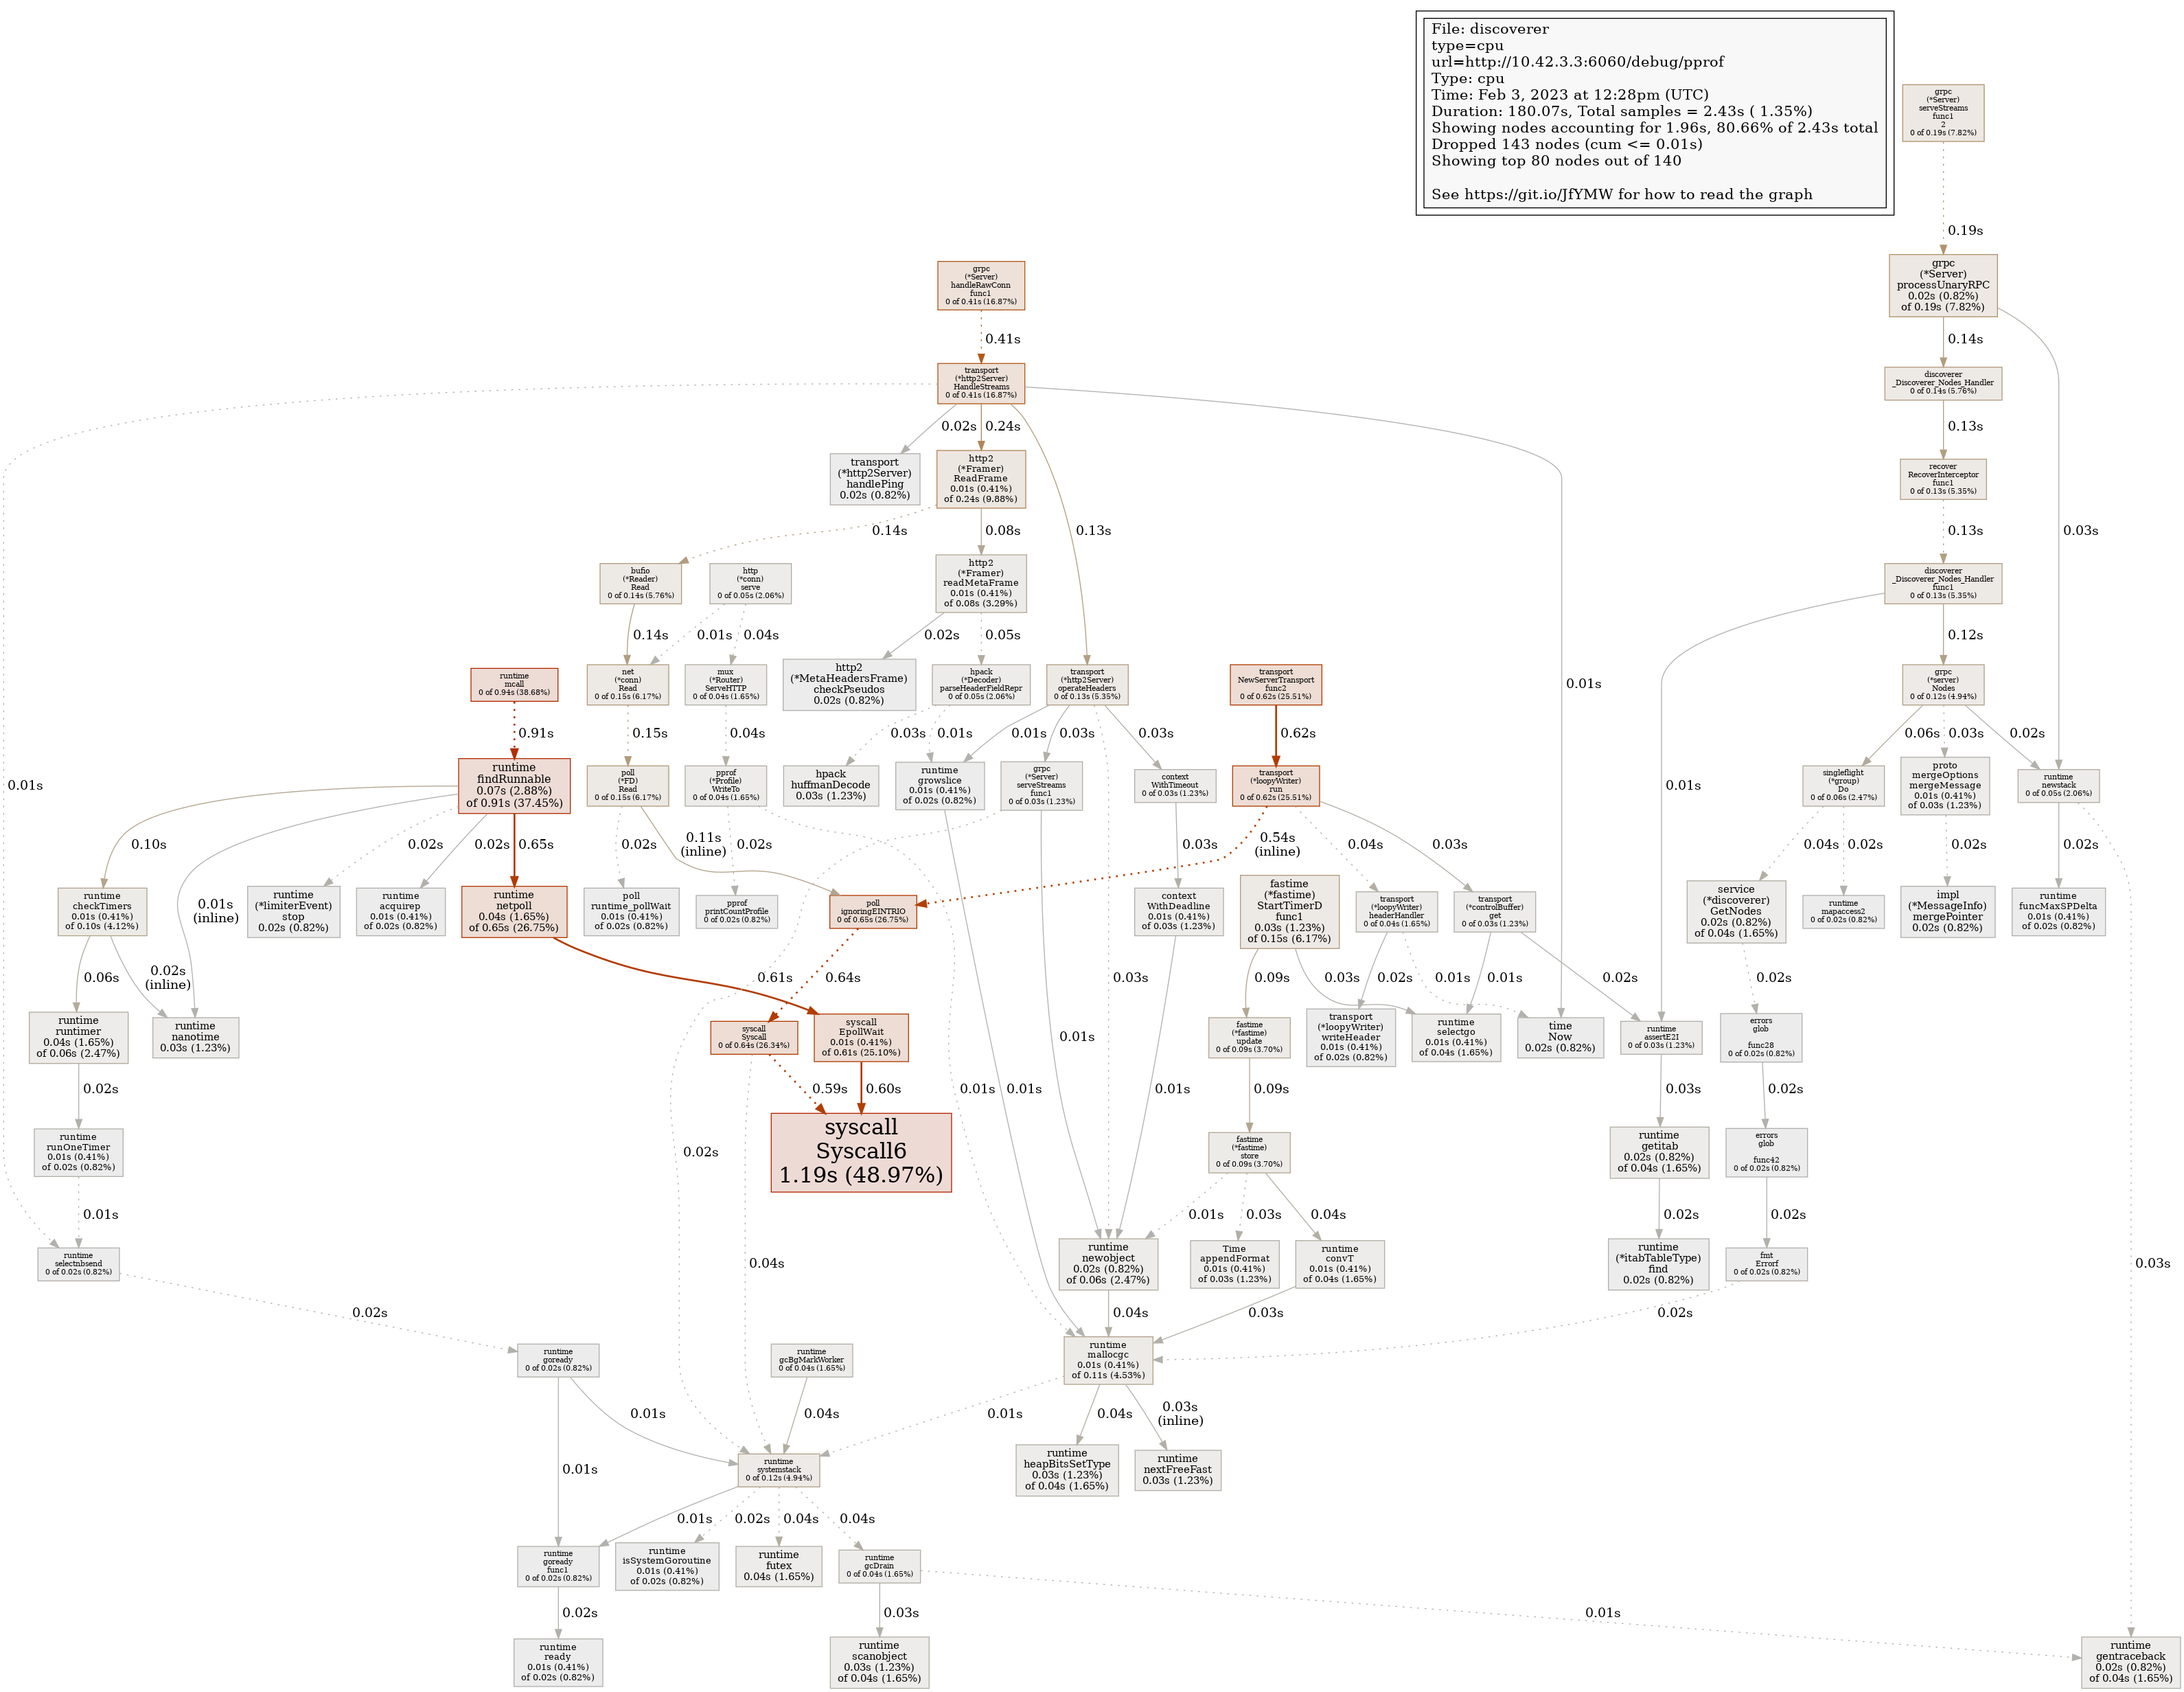 File: discoverer
type=cpu
url=http://10.42.3.3:6060/debug/pprof
Type: cpu
Time: Feb 3, 2023 at 12:28pm (UTC)
Duration: 180.07s, Total samples = 2.43s ( 1.35%)
Showing nodes accounting for 1.96s, 80.66% of 2.43s total
Dropped 143 nodes (cum <= 0.01s)
Showing top 80 nodes out of 140
See https://git.io/JfYMW for how to read the graph
grpc
(*Server)
serveStreams
func1
2
0 of 0.19s (7.82%)
0.19s
grpc
(*Server)
handleRawConn
func1
0 of 0.41s (16.87%)
grpc
(*Server)
processUnaryRPC
0.02s (0.82%)
of 0.19s (7.82%)
0.41s
0.14s
transport
(*http2Server)
HandleStreams
0 of 0.41s (16.87%)
discoverer
_Discoverer_Nodes_Handler
0 of 0.14s (5.76%)
0.02s
0.24s
0.13s
transport
(*http2Server)
handlePing
0.02s (0.82%)
http2
(*Framer)
ReadFrame
0.01s (0.41%)
of 0.24s (9.88%)
recover
RecoverInterceptor
func1
0 of 0.13s (5.35%)
0.14s
0.08s
0.13s
0.13s
0.03s
bufio
(*Reader)
Read
0 of 0.14s (5.76%)
http
(*conn)
serve
0 of 0.05s (2.06%)
http2
(*Framer)
readMetaFrame
0.01s (0.41%)
of 0.08s (3.29%)
discoverer
_Discoverer_Nodes_Handler
func1
0 of 0.13s (5.35%)
0.14s
0.01s
0.04s
0.02s
0.05s
0.12s
runtime
mcall
0 of 0.94s (38.68%)
net
(*conn)
Read
0 of 0.15s (6.17%)
mux
(*Router)
ServeHTTP
0 of 0.04s (1.65%)
http2
(*MetaHeadersFrame)
checkPseudos
0.02s (0.82%)
hpack
(*Decoder)
parseHeaderFieldRepr
0 of 0.05s (2.06%)
transport
(*http2Server)
operateHeaders
0 of 0.13s (5.35%)
transport
NewServerTransport
func2
0 of 0.62s (25.51%)
0.01s
grpc
(*server)
Nodes
0 of 0.12s (4.94%)
0.91s
0.15s
0.04s
0.03s
0.01s
0.01s
0.03s
0.03s
0.62s
0.06s
0.03s
0.02s
0.01s
runtime
findRunnable
0.07s (2.88%)
of 0.91s (37.45%)
poll
(*FD)
Read
0 of 0.15s (6.17%)
pprof
(*Profile)
WriteTo
0 of 0.04s (1.65%)
hpack
huffmanDecode
0.03s (1.23%)
runtime
growslice
0.01s (0.41%)
of 0.02s (0.82%)
grpc
(*Server)
serveStreams
func1
0 of 0.03s (1.23%)
context
WithTimeout
0 of 0.03s (1.23%)
transport
(*loopyWriter)
run
0 of 0.62s (25.51%)
0.01s
singleflight
(*group)
Do
0 of 0.06s (2.47%)
proto
mergeOptions
mergeMessage
0.01s (0.41%)
of 0.03s (1.23%)
runtime
newstack
0 of 0.05s (2.06%)
0.10s
0.02s
0.02s
0.65s
0.02s
0.11s
(inline)
0.02s
0.03s
0.54s
(inline)
0.04s
0.03s
0.04s
0.02s
0.02s
0.02s
runtime
checkTimers
0.01s (0.41%)
of 0.10s (4.12%)
0.01s
(inline)
runtime
(*limiterEvent)
stop
0.02s (0.82%)
runtime
acquirep
0.01s (0.41%)
of 0.02s (0.82%)
runtime
netpoll
0.04s (1.65%)
of 0.65s (26.75%)
poll
runtime_pollWait
0.01s (0.41%)
of 0.02s (0.82%)
pprof
printCountProfile
0 of 0.02s (0.82%)
poll
ignoringEINTRIO
0 of 0.65s (26.75%)
context
WithDeadline
0.01s (0.41%)
of 0.03s (1.23%)
fastime
(*fastime)
StartTimerD
func1
0.03s (1.23%)
of 0.15s (6.17%)
transport
(*loopyWriter)
headerHandler
0 of 0.04s (1.65%)
transport
(*controlBuffer)
get
0 of 0.03s (1.23%)
service
(*discoverer)
GetNodes
0.02s (0.82%)
of 0.04s (1.65%)
runtime
mapaccess2
0 of 0.02s (0.82%)
impl
(*MessageInfo)
mergePointer
0.02s (0.82%)
runtime
funcMaxSPDelta
0.01s (0.41%)
of 0.02s (0.82%)
0.06s
0.02s
(inline)
0.61s
0.64s
0.03s
0.09s
0.03s
0.02s
0.01s
0.01s
0.02s
0.02s
runtime
runtimer
0.04s (1.65%)
of 0.06s (2.47%)
runtime
nanotime
0.03s (1.23%)
syscall
Syscall
0 of 0.64s (26.34%)
syscall
EpollWait
0.01s (0.41%)
of 0.61s (25.10%)
0.01s
fastime
(*fastime)
update
0 of 0.09s (3.70%)
transport
(*loopyWriter)
writeHeader
0.01s (0.41%)
of 0.02s (0.82%)
runtime
selectgo
0.01s (0.41%)
of 0.04s (1.65%)
time
Now
0.02s (0.82%)
runtime
assertE2I
0 of 0.03s (1.23%)
errors
glob
func28
0 of 0.02s (0.82%)
0.02s
0.59s
0.60s
0.01s
0.01s
0.01s
0.09s
0.03s
0.02s
runtime
runOneTimer
0.01s (0.41%)
of 0.02s (0.82%)
0.02s
syscall
Syscall6
1.19s (48.97%)
fastime
(*fastime)
store
0 of 0.09s (3.70%)
runtime
getitab
0.02s (0.82%)
of 0.04s (1.65%)
errors
glob
func42
0 of 0.02s (0.82%)
0.01s
0.01s
0.03s
0.04s
0.02s
0.02s
runtime
selectnbsend
0 of 0.02s (0.82%)
0.04s
runtime
newobject
0.02s (0.82%)
of 0.06s (2.47%)
Time
appendFormat
0.01s (0.41%)
of 0.03s (1.23%)
runtime
convT
0.01s (0.41%)
of 0.04s (1.65%)
runtime
(*itabTableType)
find
0.02s (0.82%)
fmt
Errorf
0 of 0.02s (0.82%)
0.03s
0.02s
0.04s
0.03s
0.02s
runtime
goready
0 of 0.02s (0.82%)
runtime
gcBgMarkWorker
0 of 0.04s (1.65%)
runtime
mallocgc
0.01s (0.41%)
of 0.11s (4.53%)
0.01s
0.04s
0.01s
0.04s
0.03s
(inline)
0.01s
runtime
systemstack
0 of 0.12s (4.94%)
runtime
heapBitsSetType
0.03s (1.23%)
of 0.04s (1.65%)
runtime
nextFreeFast
0.03s (1.23%)
0.01s
0.02s
0.04s
0.04s
runtime
goready
func1
0 of 0.02s (0.82%)
runtime
isSystemGoroutine
0.01s (0.41%)
of 0.02s (0.82%)
runtime
futex
0.04s (1.65%)
runtime
gcDrain
0 of 0.04s (1.65%)
0.02s
0.03s
0.01s
runtime
ready
0.01s (0.41%)
of 0.02s (0.82%)
runtime
scanobject
0.03s (1.23%)
of 0.04s (1.65%)
runtime
gentraceback
0.02s (0.82%)
of 0.04s (1.65%)